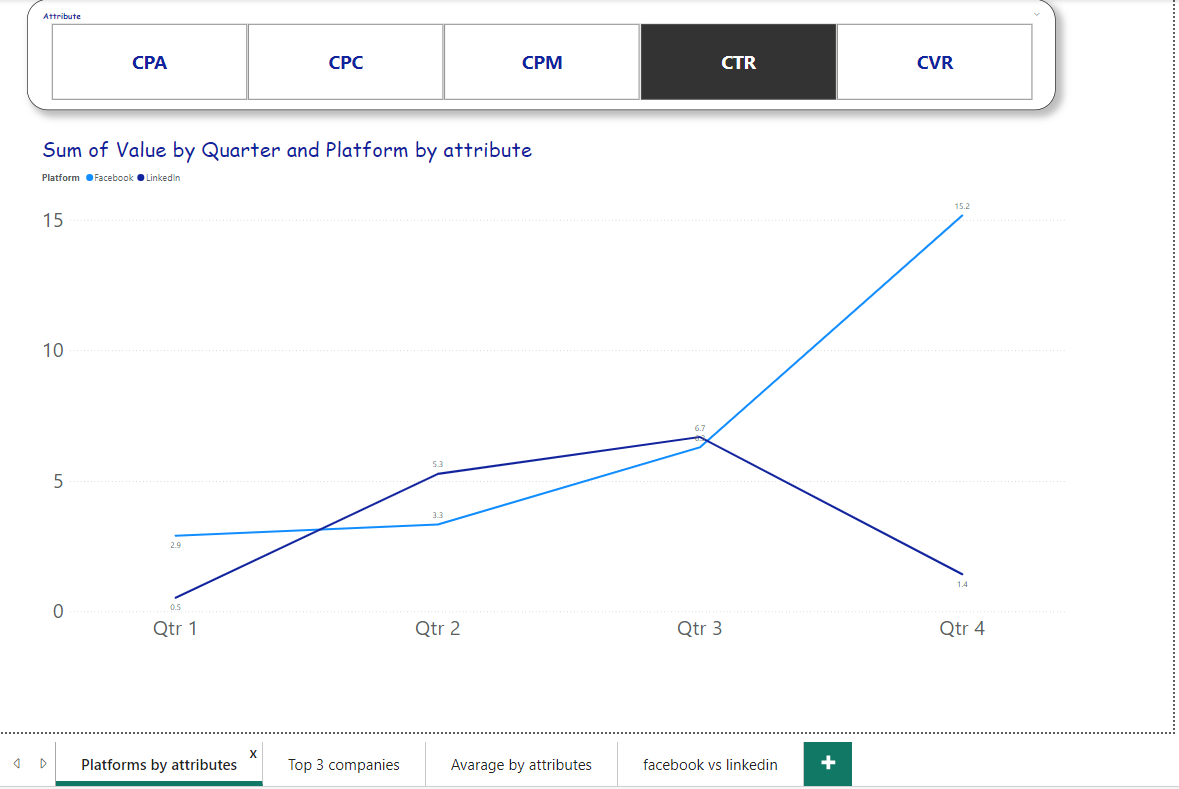 Attribute
CPA CPC CPM CTR CVR
Sum of Value by Quarter and Platform by attribute
Platform Facebook LinkedIn
15.2
15
10
6.7
5.3
5
3.3
2.9
1.4
0.5
0
Qtr 1 Qtr 2 Qtr 3 Qtr 4
Platforms by attributes x Top 3 companies Avarage by attributes facebook vs linkedin +